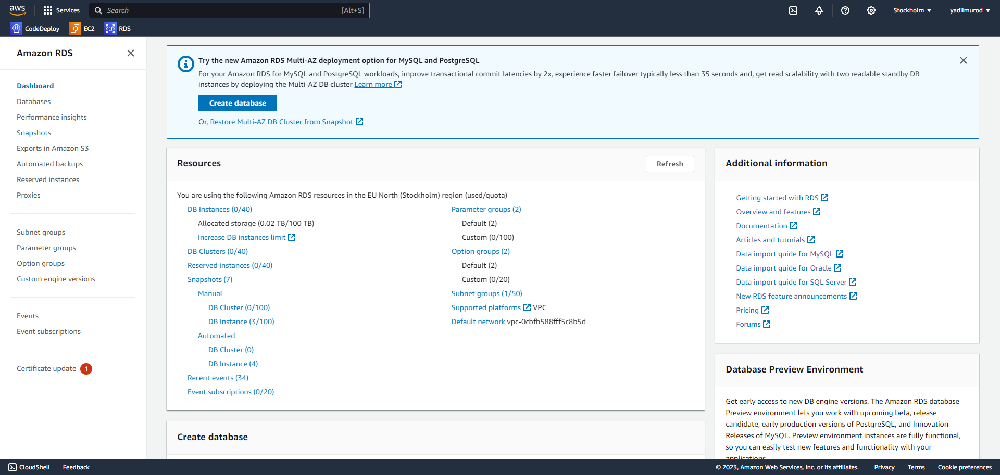 aws
Services
Search
[Alt+S]
Stockholm
yadilmurod
CodeDeploy
EC2
RDS
Amazon RDS
Dashboard
Databases
Performance insights
Snapshots
Exports in Amazon S3
Automated backups
Reserved instances
Proxies
Subnet groups
Parameter groups
Option groups
Custom engine versions
Events
Event subscriptions
Certificate update 1
Try the new Amazon RDS Multi-AZ deployment option for MySQL and PostgreSQL
For your Amazon RDS for MySQL and PostgreSQL workloads, improve transactional commit latencies by 2x, experience faster failover typically less than 35 seconds and, get read scalability with two readable standby DB
instances by deploying the Multi-AZ DB cluster Learn more
Create database
Or, Restore Multi-AZ DB Cluster from Snapshot
Resources
Refresh
You are using the following Amazon RDS resources in the EU North (Stockholm) region (used/quota)
DB Instances (0/40)
Allocated storage (0.02 TB/100 TB)
Increase DB instances limit
DB Clusters (0/40)
Reserved instances (0/40)
Snapshots (7)
Manual
DB Cluster (0/100)
DB Instance (3/100)
Automated
DB Cluster (0)
DB Instance (4)
Recent events (34)
Event subscriptions (0/20)
Parameter groups (2)
Default (2)
Custom (0/100)
Option groups (2)
Default (2)
Custom (0/20)
Subnet groups (1/50)
Supported platforms VPC
Default network vpc-0cbfb588fff5c8b5d
Create database
Additional information
Getting started with RDS
Overview and features
Documentation
Articles and tutorials
Data import guide for MySQL
Data import guide for Oracle
Data import guide for SQL Server
New RDS feature announcements
Pricing
Forums
Database Preview Environment
Get early access to new DB engine versions. The Amazon RDS database
Preview environment lets you work with upcoming beta, release
candidate, early production versions of PostgreSQL, and Innovation
Releases of MySQL. Preview environment instances are fully functional,
so you can easily test new features and functionality with your
applications.
CloudShell
Feedback
© 2023, Amazon Web Services, Inc. or its affiliates.
Privacy
Terms
Cookie preferences